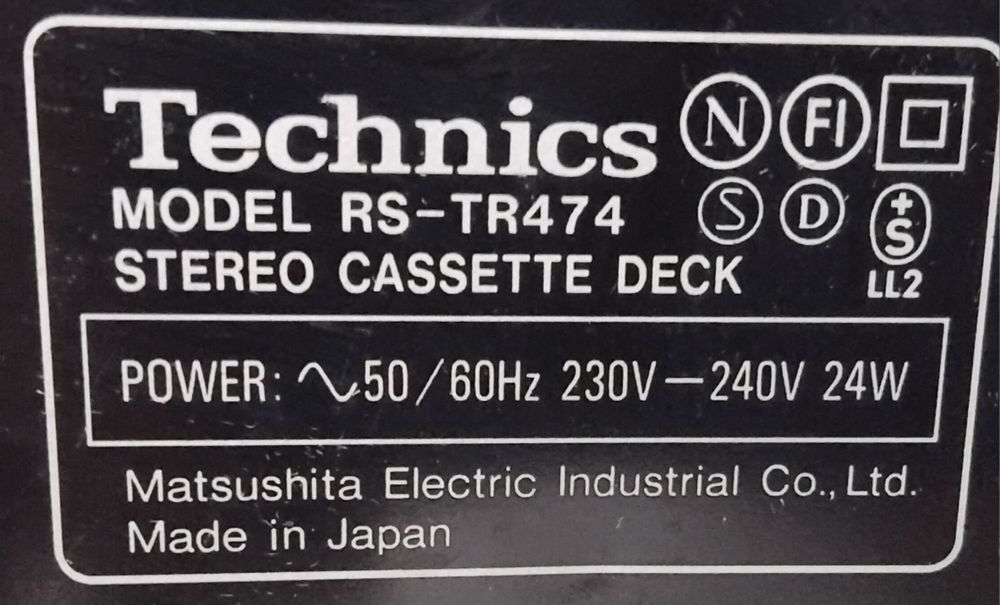 Technics N FI
MODEL RS-TR474 S D +S
STEREO CASSETTE DECK LL2
POWER: ∿50/60Hz 230V—240V 24W
Matsushita Electric Industrial Co., Ltd.
Made in Japan